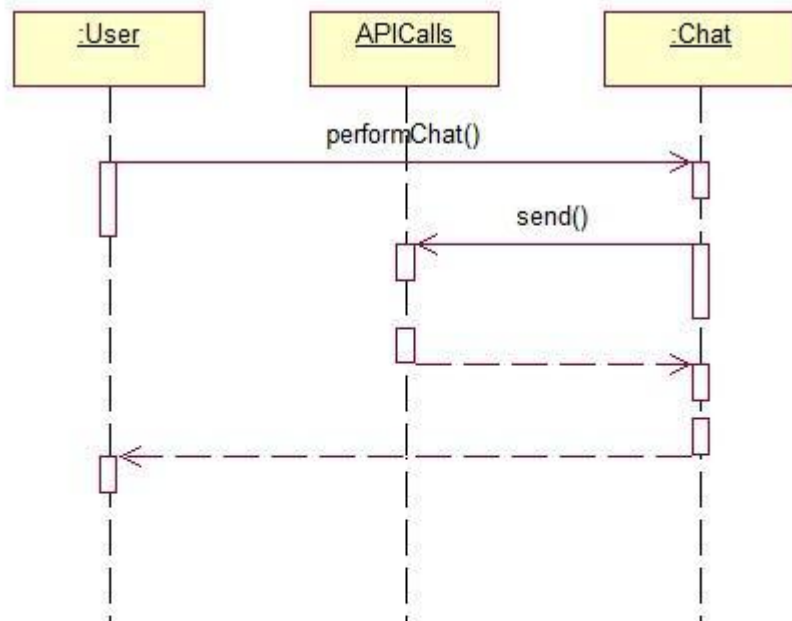 :User
APICalls
:Chat
performChat()
send()